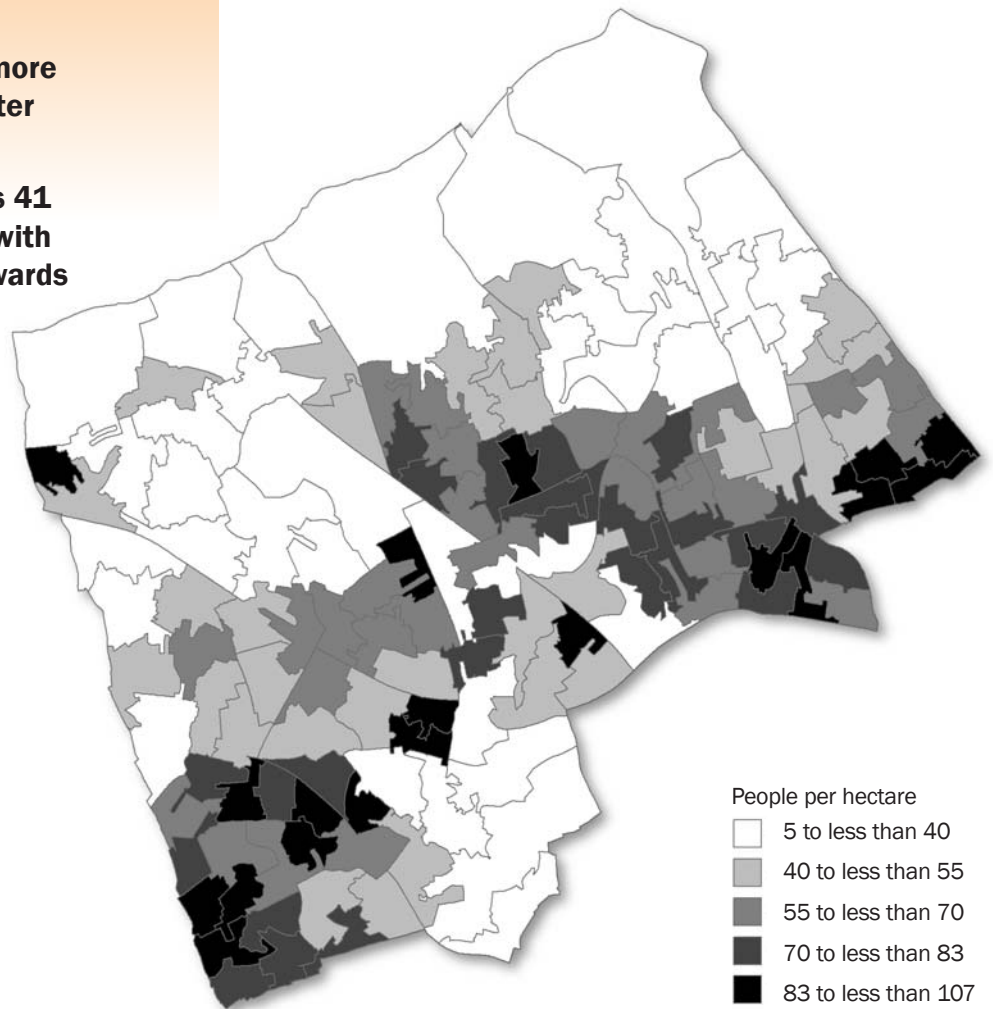 more
ter
s 41
with
wards
People per hectare
5 to less than 40
40 to less than 55
55 to less than 70
70 to less than 83
83 to less than 107